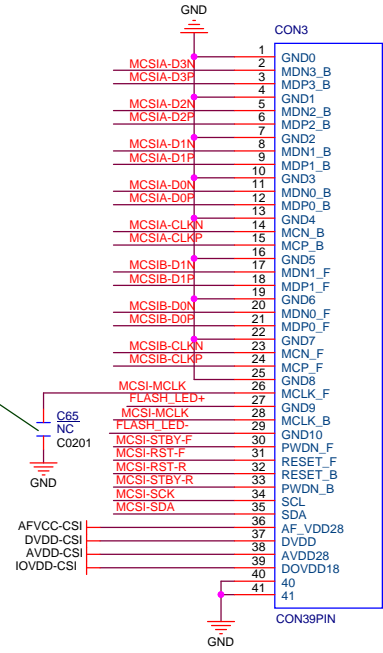 GND
CON3
1 GND0
MCSIA-D3N 2 MDN3_B
MCSIA-D3P 3 MDP3_B
4 GND1
MCSIA-D2N 5 MDN2_B
MCSIA-D2P 6 MDP2_B
7 GND2
MCSIA-D1N 8 MDN1_B
MCSIA-D1P 9 MDP1_B
10 GND3
MCSIA-D0N 11 MDN0_B
MCSIA-D0P 12 MDP0_B
13 GND4
MCSIA-CLKN 14 MCN_B
MCSIA-CLKP 15 MCP_B
16 GND5
MCSIB-D1N 17 MDN1_F
MCSIB-D1P 18 MDP1_F
19 GND6
MCSIB-D0N 20 MDN0_F
MCSIB-D0P 21 MDP0_F
22 GND7
MCSIB-CLKN 23 MCN_F
MCSIB-CLKP 24 MCP_F
25 GND8
MCSI-MCLK 26 MCLK_F
FLASH_LED+ 27 GND9
MCSI-MCLK 28 MCLK_B
FLASH_LED- 29 GND10
MCSI-STBY-F 30 PWDN_F
MCSI-RST-F 31 RESET_F
MCSI-RST-R 32 RESET_B
MCSI-STBY-R 33 PWDN_B
MCSI-SCK 34 SCL
MCSI-SDA 35 SDA
AFVCC-CSI 36 AF_VDD28
DVDD-CSI 37 DVDD
AVDD-CSI 38 AVDD28
IOVDD-CSI 39 DOVDD18
40 40
41 41
C65
NC
C0201
GND
CON39PIN
GND